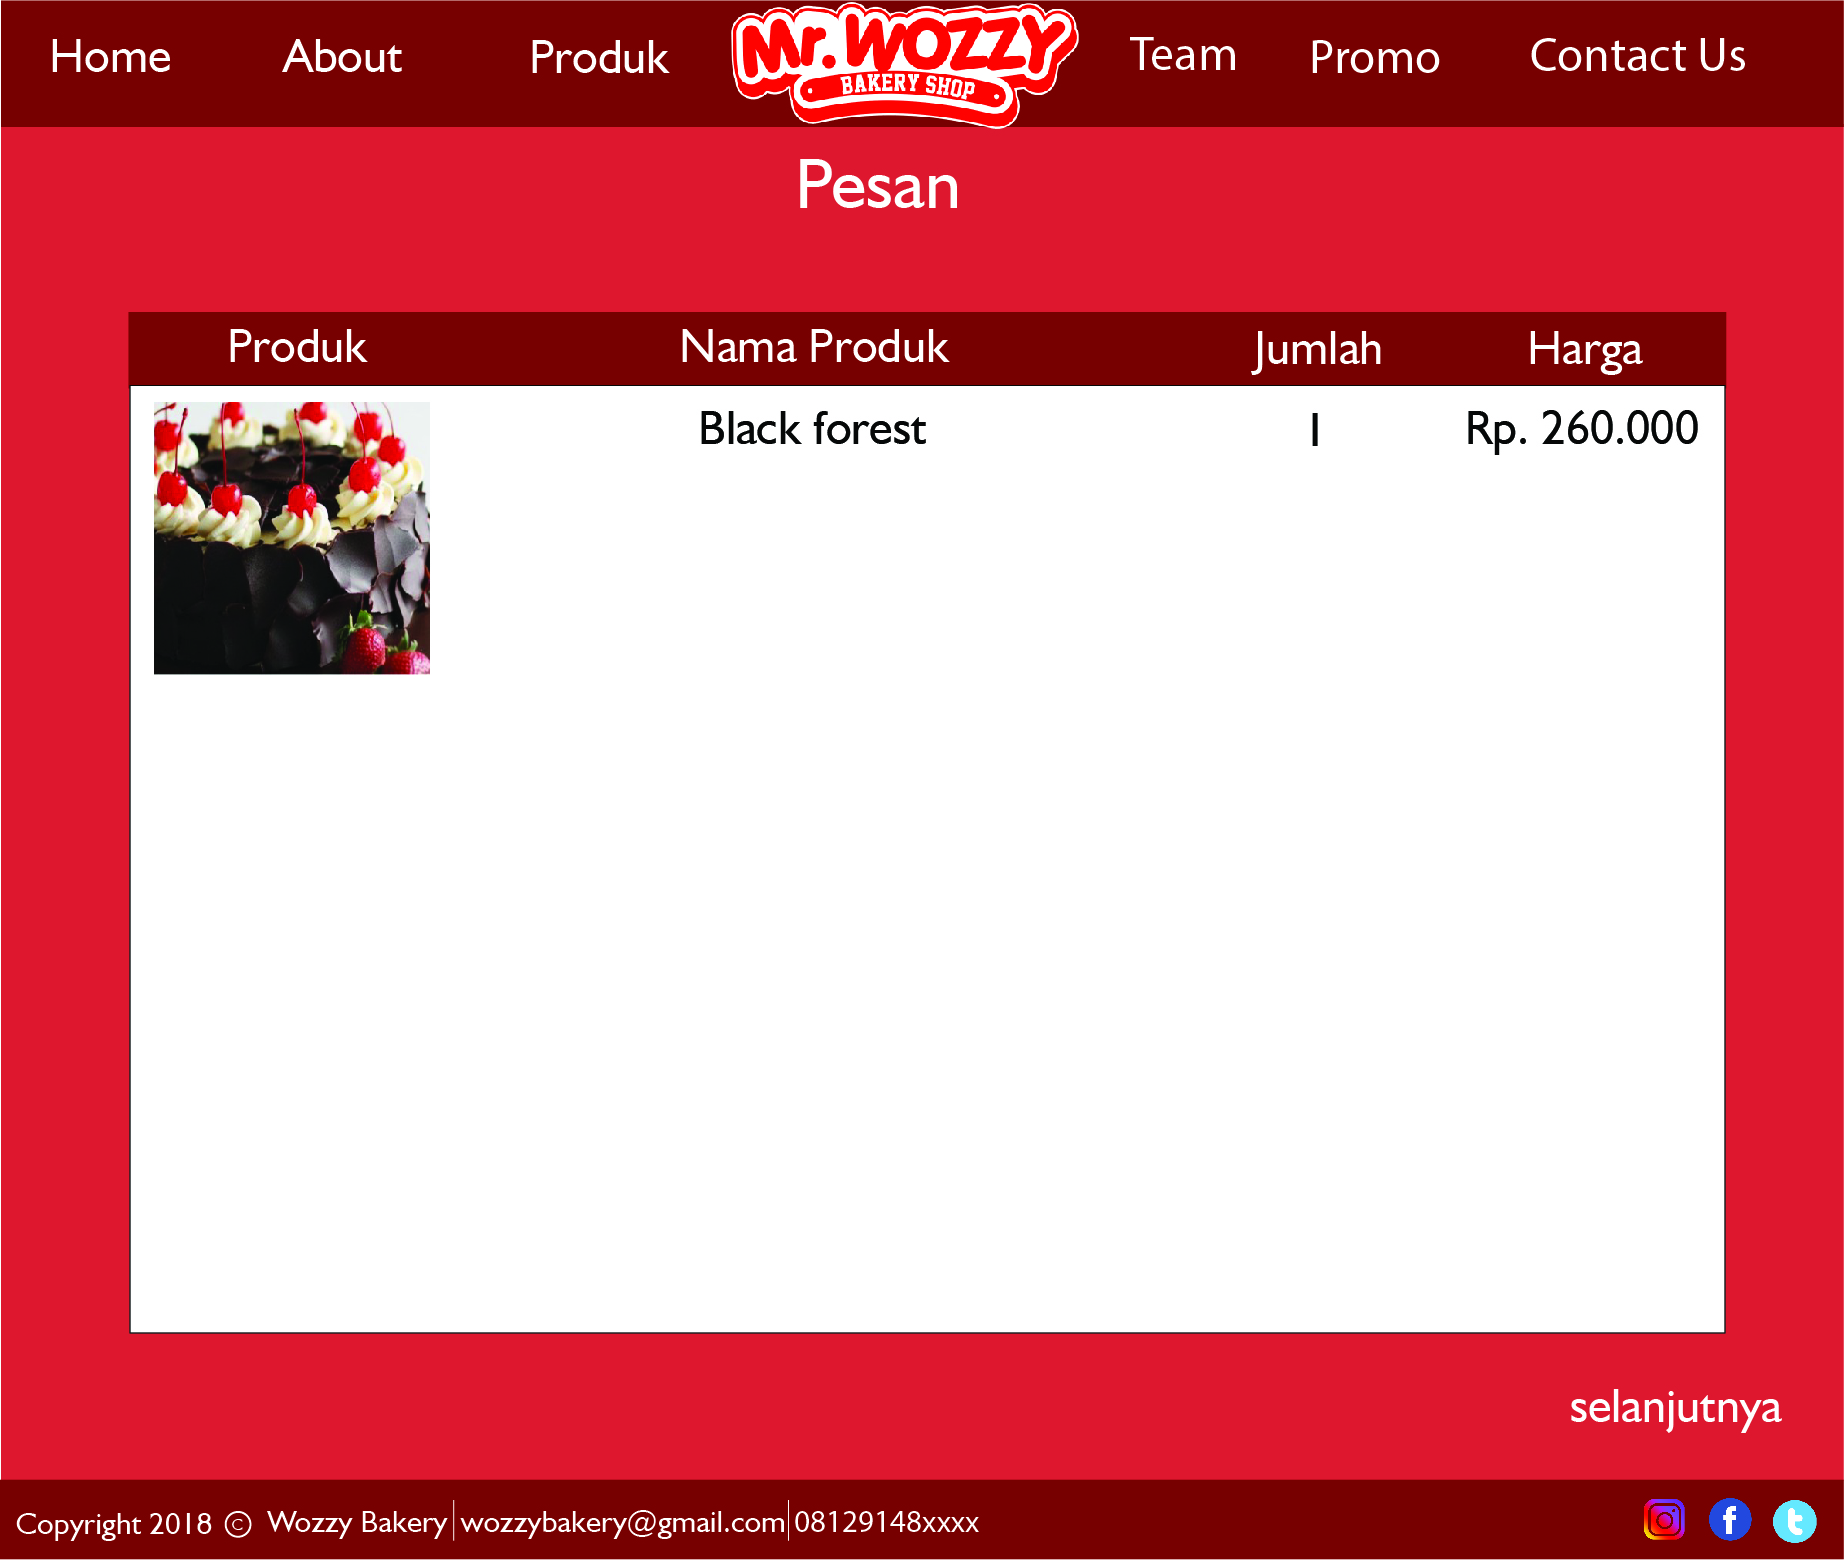 Home About Produk Mr. WOZZY Team Promo Contact Us
BAKERY SHOP
Pesan
Produk Nama Produk Jumlah Harga
Black forest 1 Rp. 260.000
selanjutnya
Copyright 2018 © Wozzy Bakery wozzybakery@gmail.com 08129148xxxx